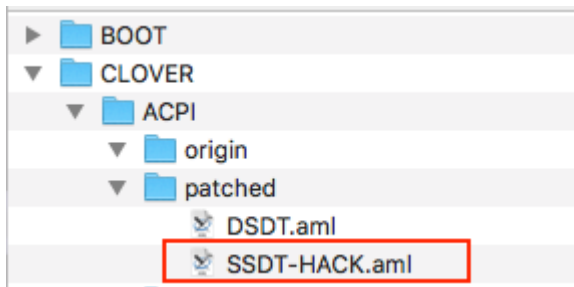 BOOT
CLOVER
ACPI
origin
patched
DSDT.aml
SSDT-HACK.aml